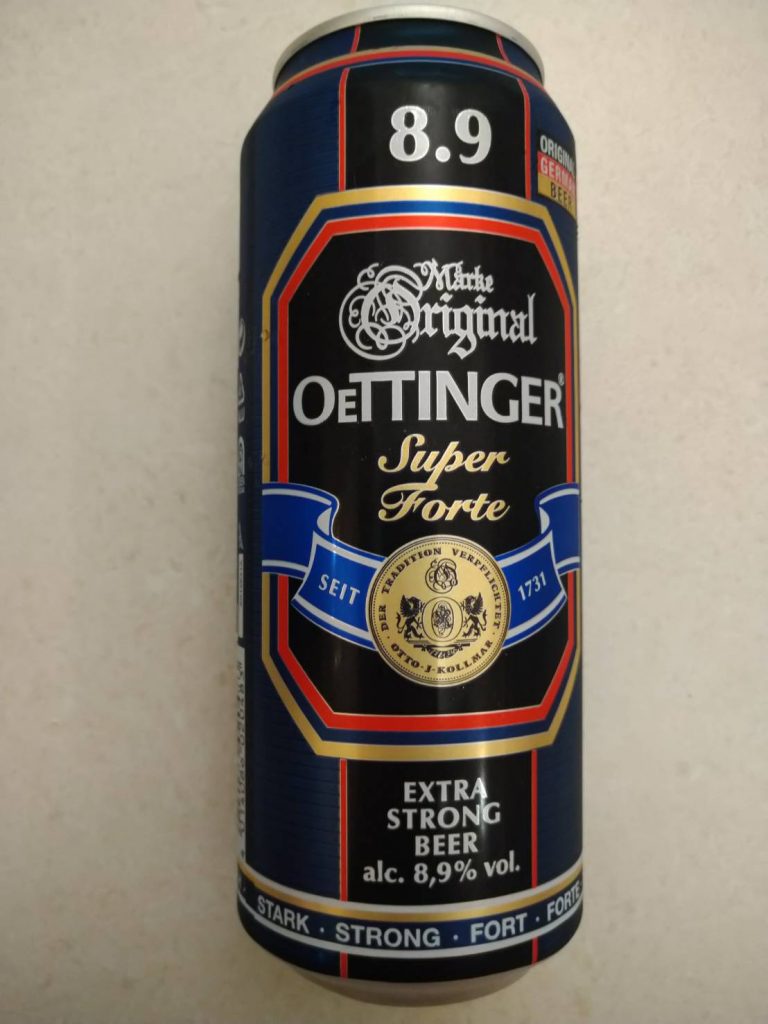 8.9
ORIGINAL
GERMAN
BEER
Marke
Original
OeTTINGER®
Super
Forte
SEIT
1731
DER TRADITION VERPFLICHTET
OTTO-J-KOLLMAR
EXTRA
STRONG
BEER
alc. 8,9% vol.
STARK · STRONG · FORT · FORTE